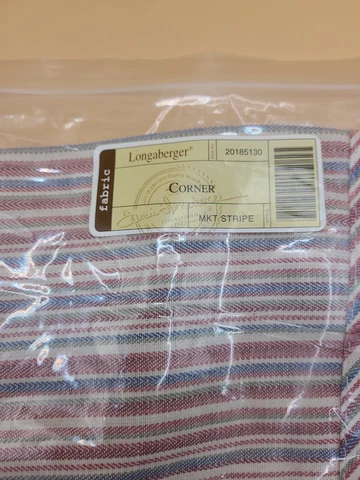 fabric
Longaberger®
20185130
CORNER
MKT STRIPE